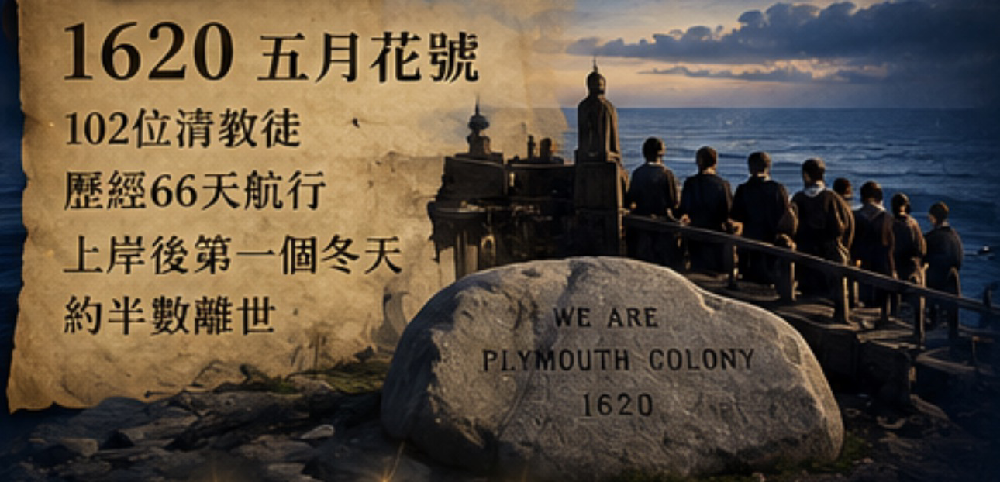 1620 五月花號
102位清教徒
歷經66天航行
上岸後第一個冬天
約半數離世
WE ARE
PLYMOUTH COLONY
1620